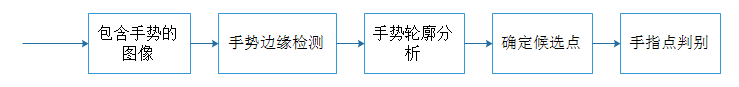 包含手势的
图像
手势边缘检测
手势轮廓分
析
确定候选点
手指点判别